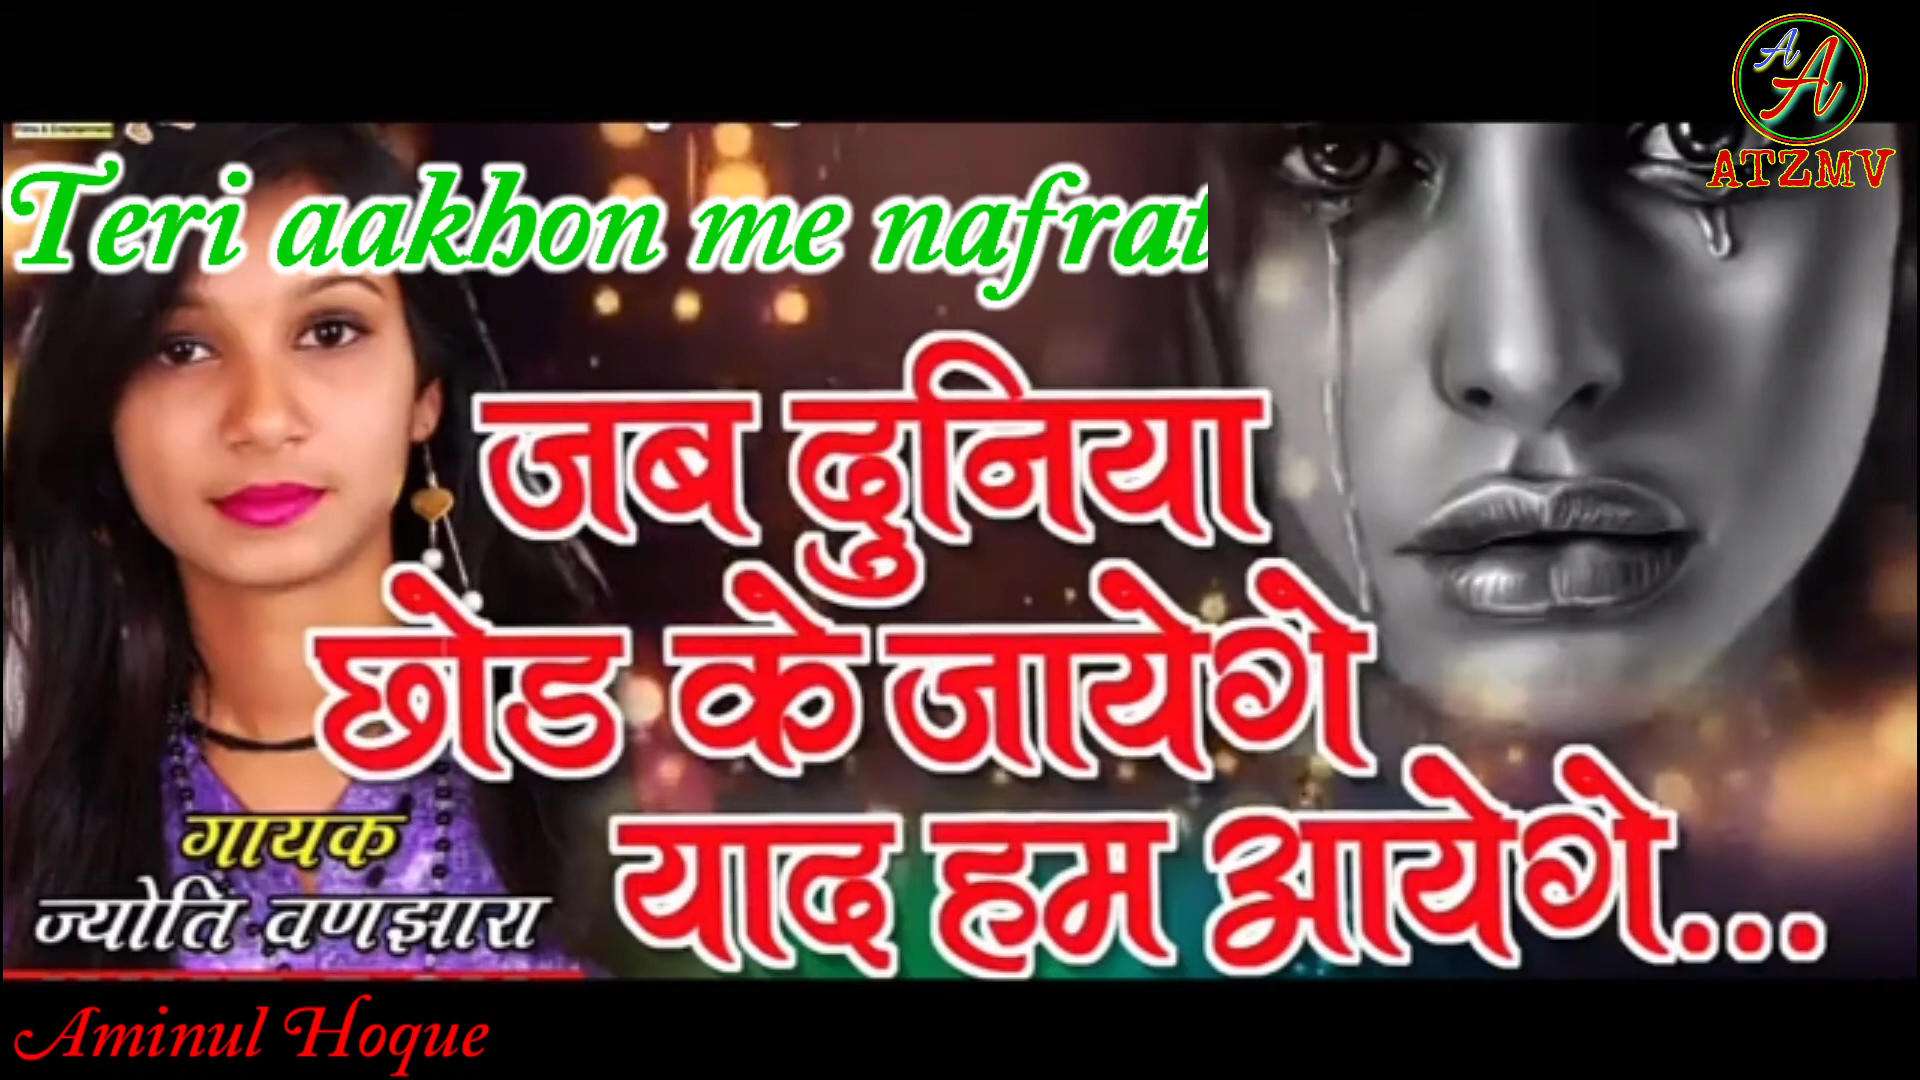 ATZMV
Teri aakhon me nafrat
जब दुनिया
छोड के जायेगे
याद हम आयेगे...
गायक
ज्योति वणझारा
Aminul Hoque